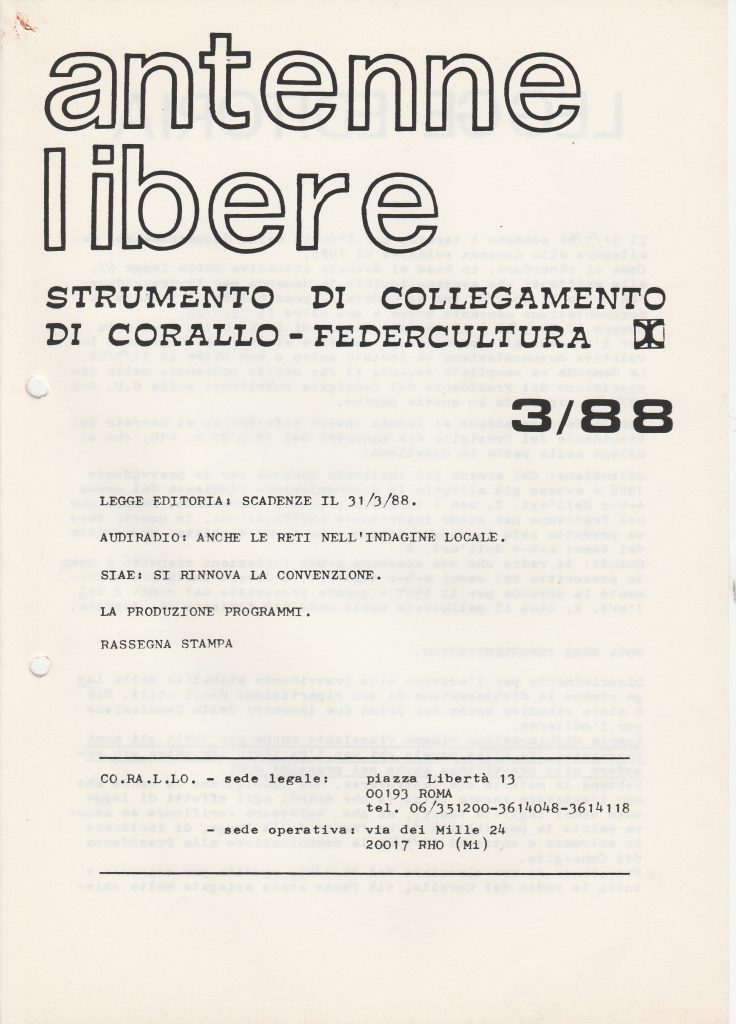 antenne
libere
STRUMENTO DI COLLEGAMENTO
DI CORALLO-FEDERCULTURA
3/88
LEGGE EDITORIA: SCADENZE IL 31/3/88.
AUDIRADIO: ANCHE LE RETI NELL'INDAGINE LOCALE.
SIAE: SI RINNOVA LA CONVENZIONE.
LA PRODUZIONE PROGRAMMI.
RASSEGNA STAMPA
CO.RA.L.LO. - sede legale: piazza Libertà 13
00193 ROMA
tel. 06/351200-3614048-3614118
- sede operativa: via dei Mille 24
20017 RHO (Mi)